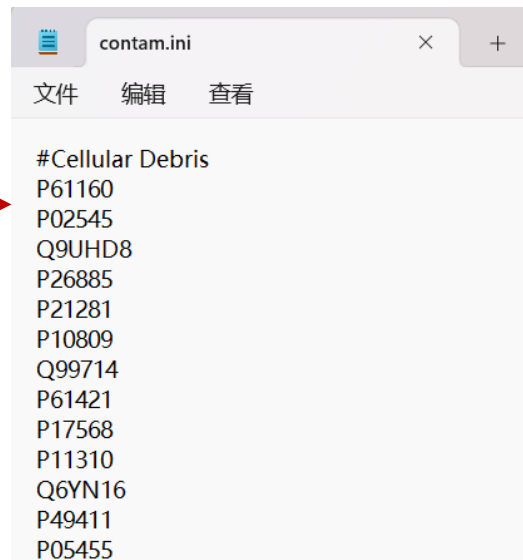 contam.ini
文件 编辑 查看
#Cellular Debris
P61160
P02545
Q9UHD8
P26885
P21281
P10809
Q99714
P61421
P17568
P11310
Q6YN16
P49411
P05455